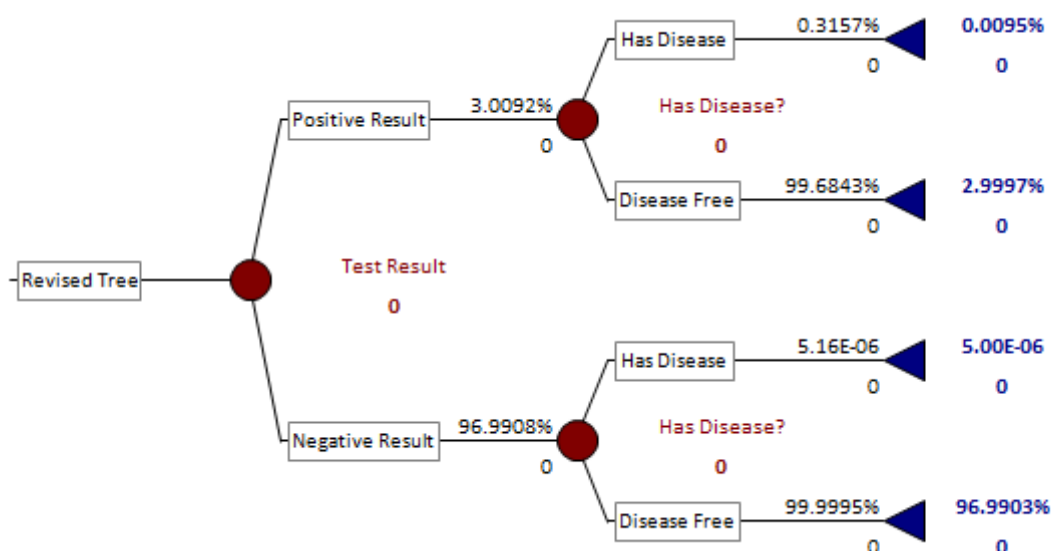 Has Disease 0.3157% 0.0095%
0 0
Positive Result 3.0092% Has Disease?
0 0
Disease Free 99.6843% 2.9997%
0 0
Revised Tree Test Result
0
Has Disease 5.16E-06 5.00E-06
0 0
Negative Result 96.9908% Has Disease?
0 0
Disease Free 99.9995% 96.9903%
0 0